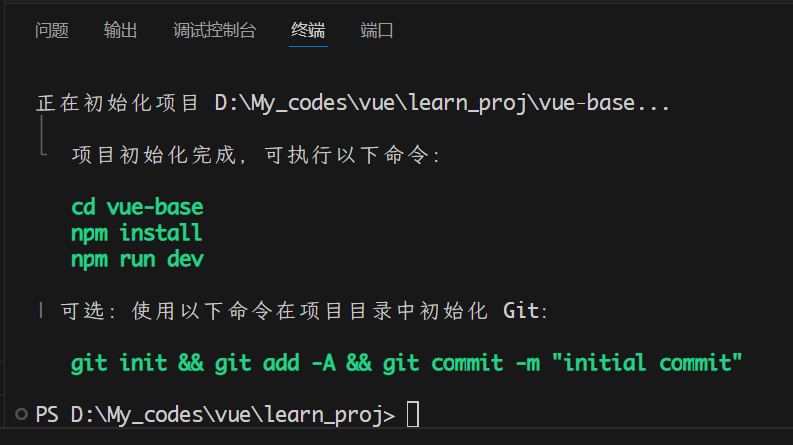 问题 输出 调试控制台 终端 端口
正在初始化项目 D:\My_codes\vue\learn_proj\vue-base...
项目初始化完成，可执行以下命令：
cd vue-base
npm install
npm run dev
| 可选：使用以下命令在项目目录中初始化 Git：
git init && git add -A && git commit -m "initial commit"
PS D:\My_codes\vue\learn_proj>